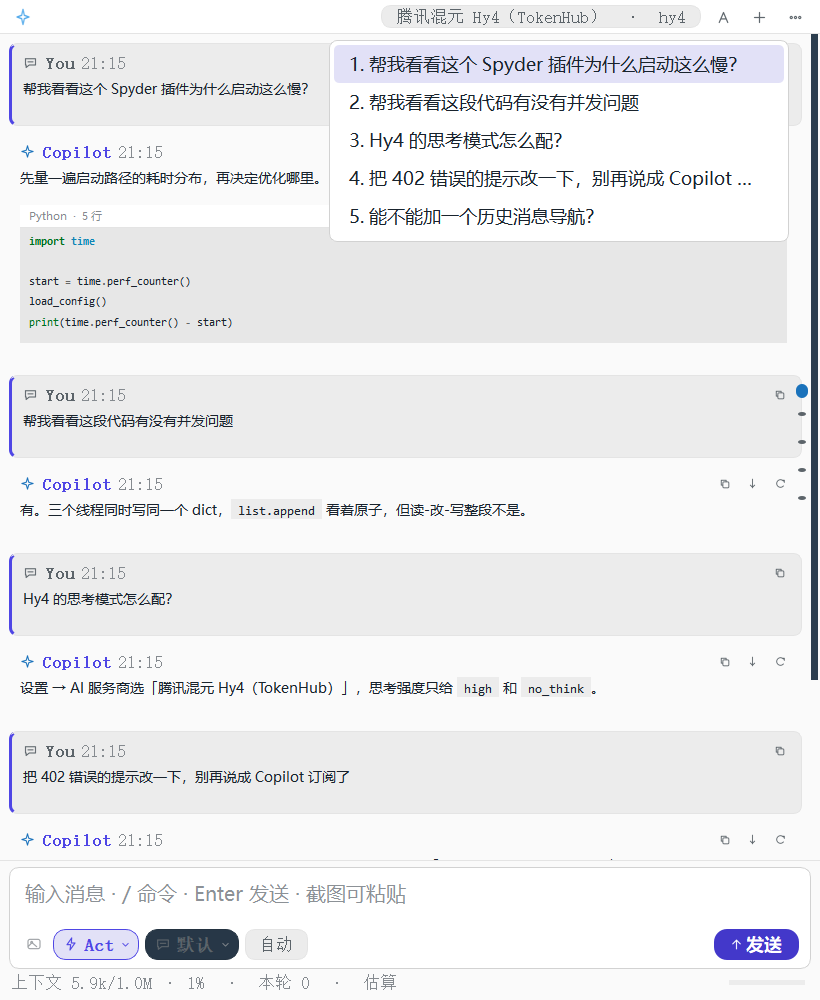 腾讯混元 Hy4（TokenHub） · hy4 A
You 21:15
帮我看看这个 Spyder 插件为什么启动这么慢？
1. 帮我看看这个 Spyder 插件为什么启动这么慢？
2. 帮我看看这段代码有没有并发问题
3. Hy4 的思考模式怎么配？
4. 把 402 错误的提示改一下，别再说成 Copilot ...
5. 能不能加一个历史消息导航？
Copilot 21:15
先量一遍启动路径的耗时分布，再决定优化哪里。
Python · 5 行
import time
start = time.perf_counter()
load_config()
print(time.perf_counter() - start)
You 21:15
帮我看看这段代码有没有并发问题
Copilot 21:15
有。三个线程同时写同一个 dict，list.append 看着原子，但读-改-写整段不是。
You 21:15
Hy4 的思考模式怎么配？
Copilot 21:15
设置 → AI 服务商选「腾讯混元 Hy4（TokenHub）」，思考强度只给 high 和 no_think 。
You 21:15
把 402 错误的提示改一下，别再说成 Copilot 订阅了
Copilot 21:15
输入消息 · / 命令 · Enter 发送 · 截图可粘贴
Act 默认 自动 ↑ 发送
上下文 5.9k/1.0M · 1% · 本轮 0 · 估算